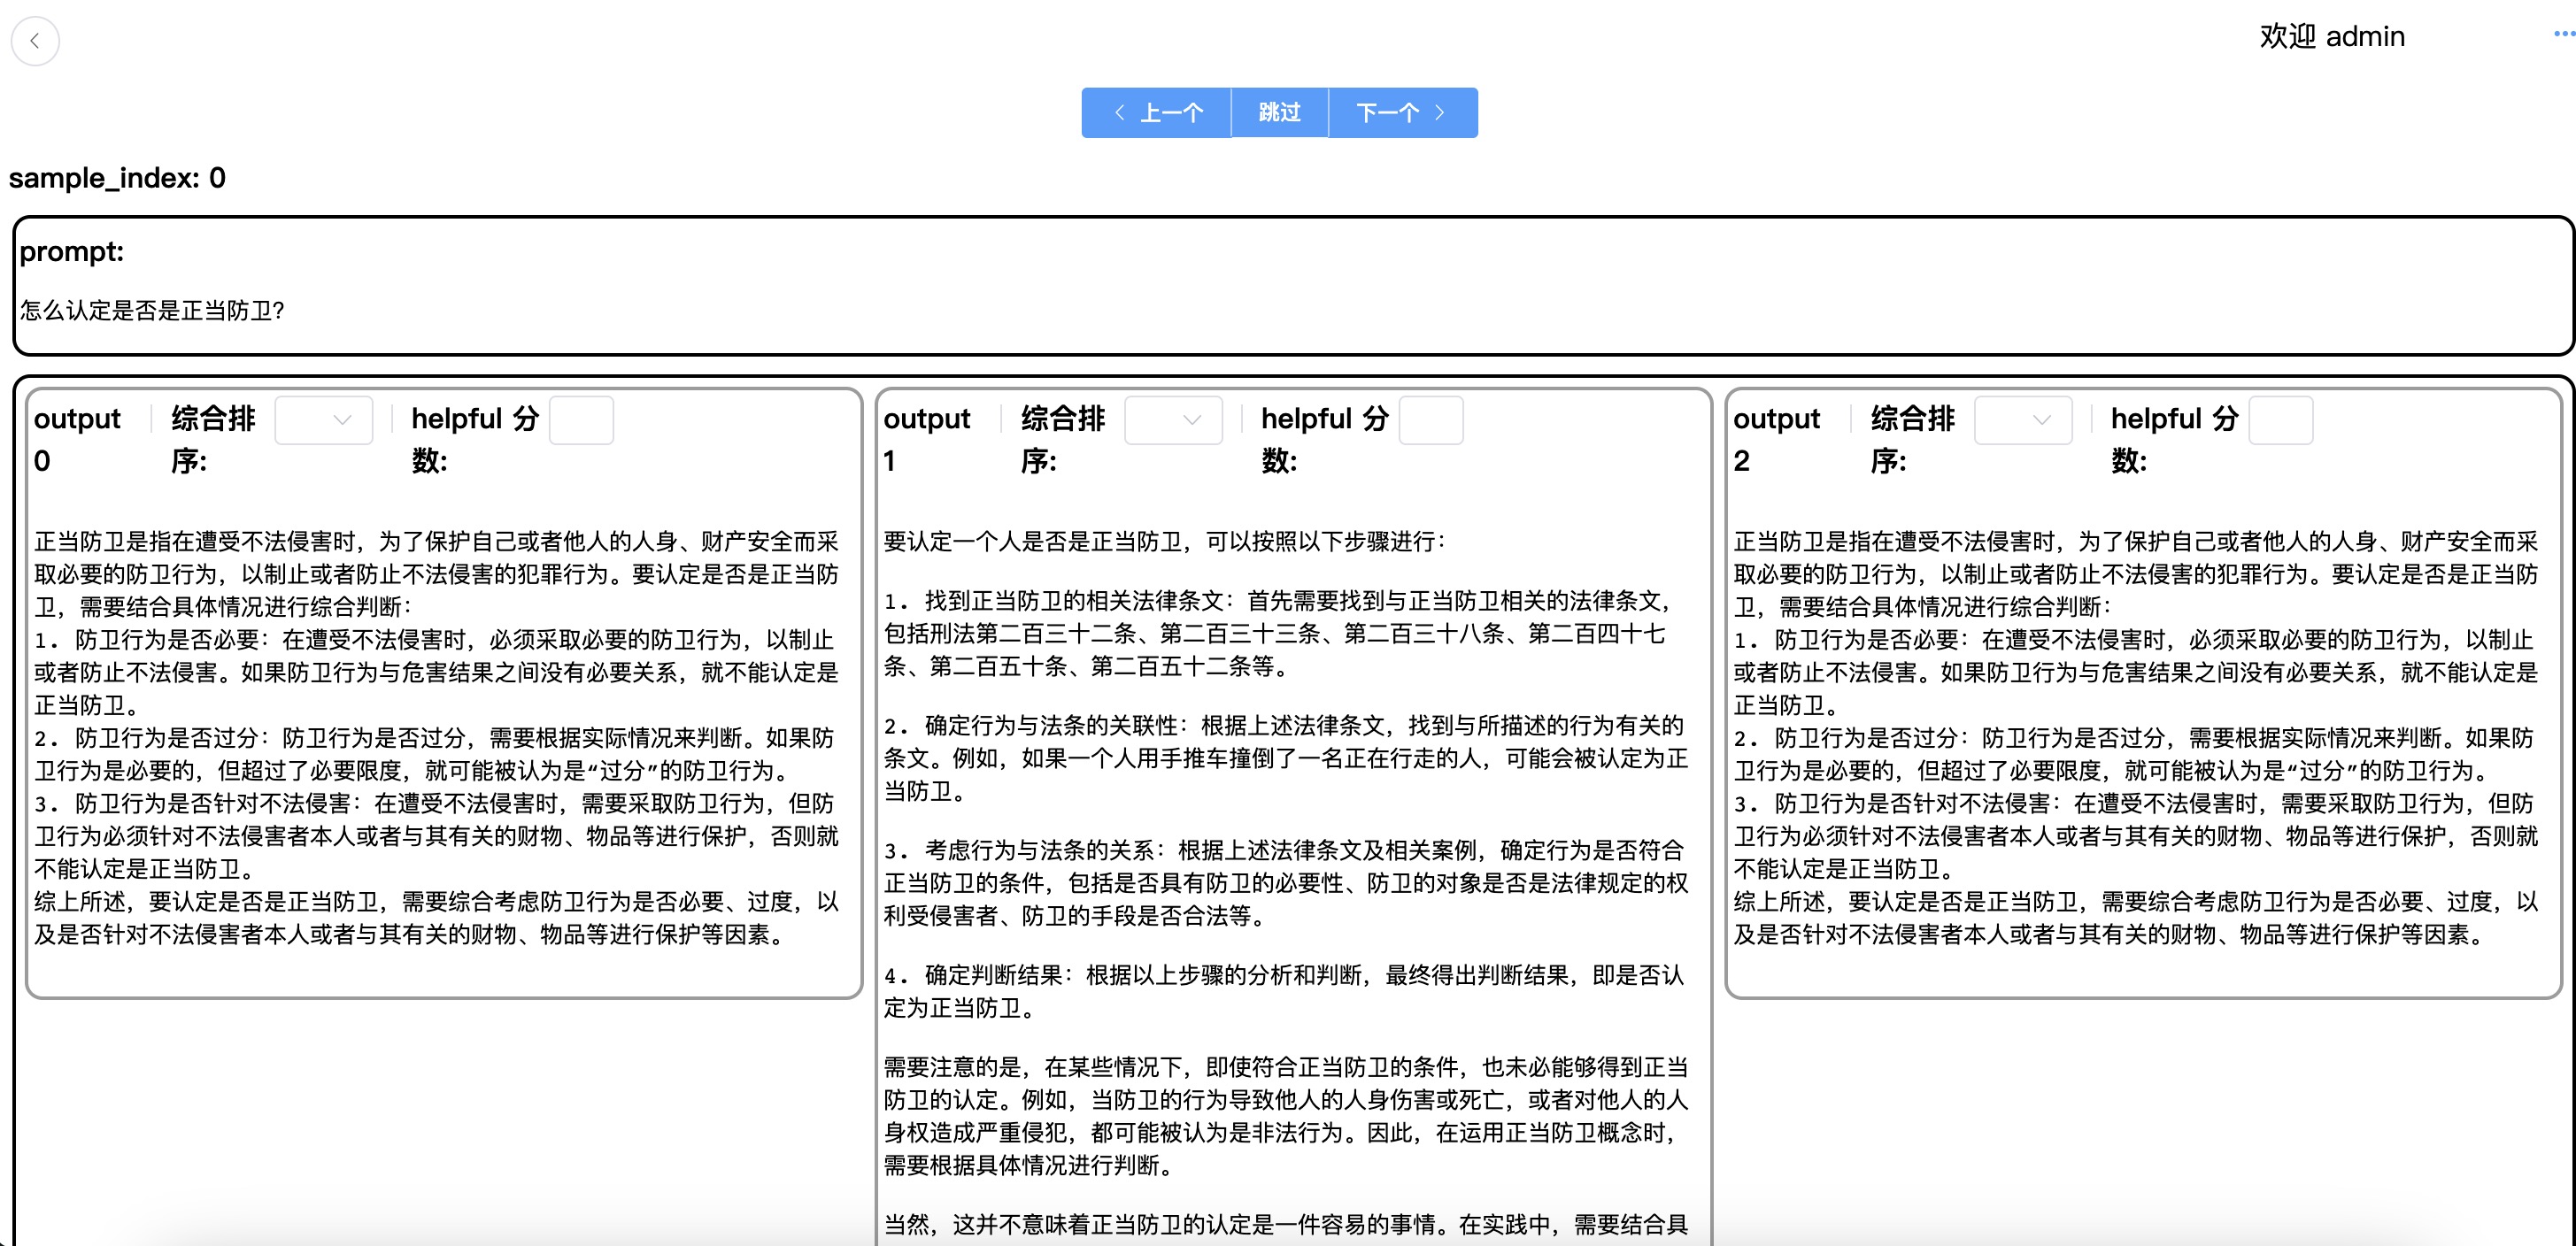 欢迎 admin
上一个
跳过
下一个
sample_index: 0
prompt:
怎么认定是否是正当防卫?
output 0
综合排序:
helpful 分数:
正当防卫是指在遭受不法侵害时，为了保护自己或者他人的人身、财产安全而采
取必要的防卫行为，以制止或者防止不法侵害的犯罪行为。要认定是否是正当防
卫，需要结合具体情况进行综合判断：
1. 防卫行为是否必要：在遭受不法侵害时，必须采取必要的防卫行为，以制止
或者防止不法侵害。如果防卫行为与危害结果之间没有必要关系，就不能认定是
正当防卫。
2. 防卫行为是否过分：防卫行为是否过分，需要根据实际情况来判断。如果防
卫行为是必要的，但超过了必要限度，就可能被认为是“过分”的防卫行为。
3. 防卫行为是否针对不法侵害：在遭受不法侵害时，需要采取防卫行为，但防
卫行为必须针对不法侵害者本人或者与其有关的财物、物品等进行保护，否则就
不能认定是正当防卫。
综上所述，要认定是否是正当防卫，需要综合考虑防卫行为是否必要、过度，以
及是否针对不法侵害者本人或者与其有关的财物、物品等进行保护等因素。
output 1
综合排序:
helpful 分数:
要认定一个人是否是正当防卫，可以按照以下步骤进行：
1. 找到正当防卫的相关法律条文：首先需要找到与正当防卫相关的法律条文，
包括刑法第二百三十二条、第二百三十三条、第二百三十八条、第二百四十七
条、第二百五十条、第二百五十二条等。
2. 确定行为与法条的关联性：根据上述法律条文，找到与所描述的行为有关的
条文。例如，如果一个人用手推车撞倒了一名正在行走的人，可能会被认定为正
当防卫。
3. 考虑行为与法条的关系：根据上述法律条文及相关案例，确定行为是否符合
正当防卫的条件，包括是否具有防卫的必要性、防卫的对象是否是法律规定的权
利受侵害者、防卫的手段是否合法等。
4. 确定判断结果：根据以上步骤的分析和判断，最终得出判断结果，即是否认
定为正当防卫。
需要注意的是，在某些情况下，即使符合正当防卫的条件，也未必能够得到正当
防卫的认定。例如，当防卫的行为导致他人的人身伤害或死亡，或者对他人的人
身权造成严重侵犯，都可能被认为是非法行为。因此，在运用正当防卫概念时，
需要根据具体情况进行判断。
当然，这并不意味着正当防卫的认定是一件容易的事情。在实践中，需要结合具
output 2
综合排序:
helpful 分数:
正当防卫是指在遭受不法侵害时，为了保护自己或者他人的人身、财产安全而采
取必要的防卫行为，以制止或者防止不法侵害的犯罪行为。要认定是否是正当防
卫，需要结合具体情况进行综合判断：
1. 防卫行为是否必要：在遭受不法侵害时，必须采取必要的防卫行为，以制止
或者防止不法侵害。如果防卫行为与危害结果之间没有必要关系，就不能认定是
正当防卫。
2. 防卫行为是否过分：防卫行为是否过分，需要根据实际情况来判断。如果防
卫行为是必要的，但超过了必要限度，就可能被认为是“过分”的防卫行为。
3. 防卫行为是否针对不法侵害：在遭受不法侵害时，需要采取防卫行为，但防
卫行为必须针对不法侵害者本人或者与其有关的财物、物品等进行保护，否则就
不能认定是正当防卫。
综上所述，要认定是否是正当防卫，需要综合考虑防卫行为是否必要、过度，以
及是否针对不法侵害者本人或者与其有关的财物、物品等进行保护等因素。